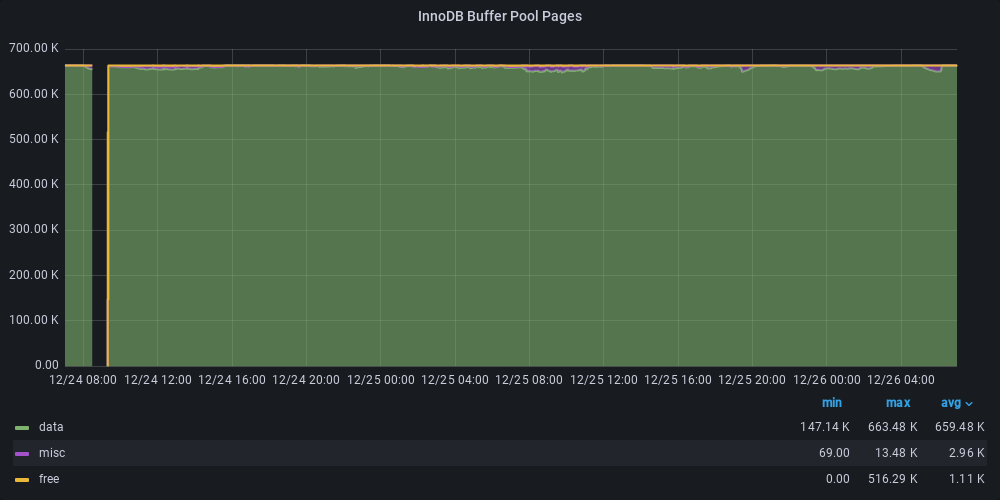 InnoDB Buffer Pool Pages
700.00 K
600.00 K
500.00 K
400.00 K
300.00 K
200.00 K
100.00 K
0.00
12/24 08:00 12/24 12:00 12/24 16:00 12/24 20:00 12/25 00:00 12/25 04:00 12/25 08:00 12/25 12:00 12/25 16:00 12/25 20:00 12/26 00:00 12/26 04:00
min max avg
data 147.14 K 663.48 K 659.48 K
misc 69.00 13.48 K 2.96 K
free 0.00 516.29 K 1.11 K